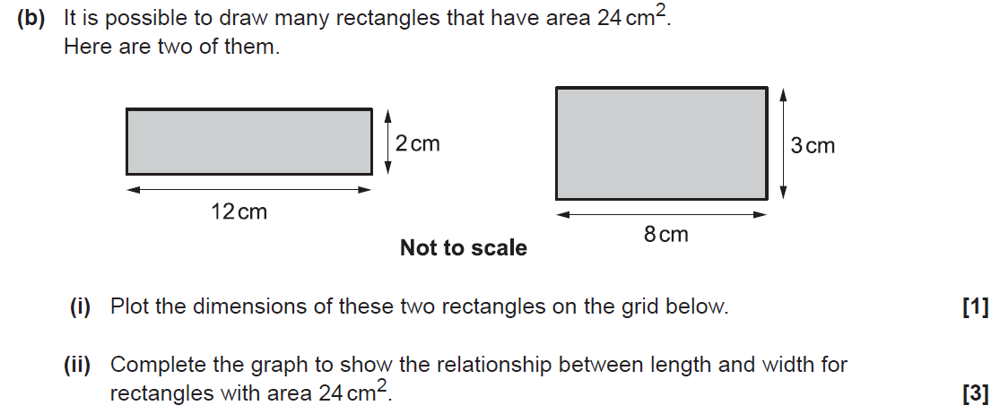 (b) It is possible to draw many rectangles that have area 24 cm².
Here are two of them.
2 cm
3 cm
12 cm
8 cm
Not to scale
(i) Plot the dimensions of these two rectangles on the grid below. [1]
(ii) Complete the graph to show the relationship between length and width for
rectangles with area 24 cm². [3]